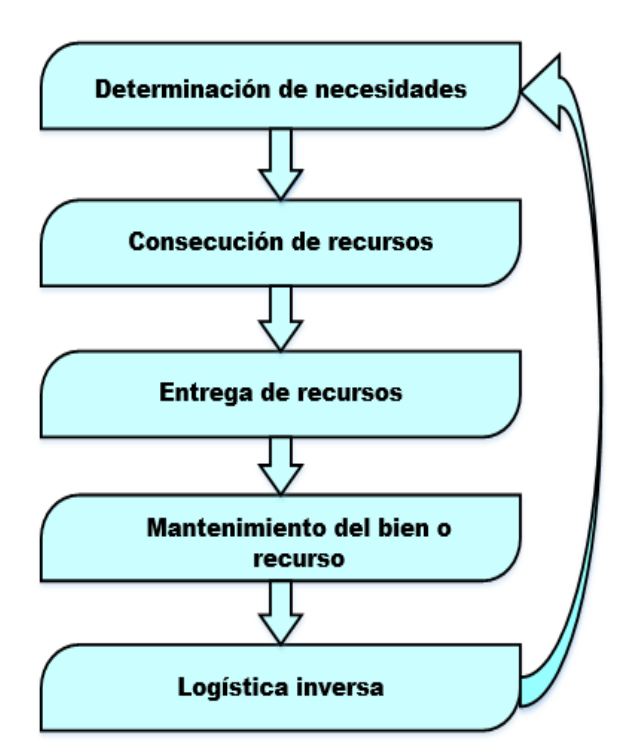 Determinación de necesidades
Consecución de recursos
Entrega de recursos
Mantenimiento del bien o
recurso
Logística inversa